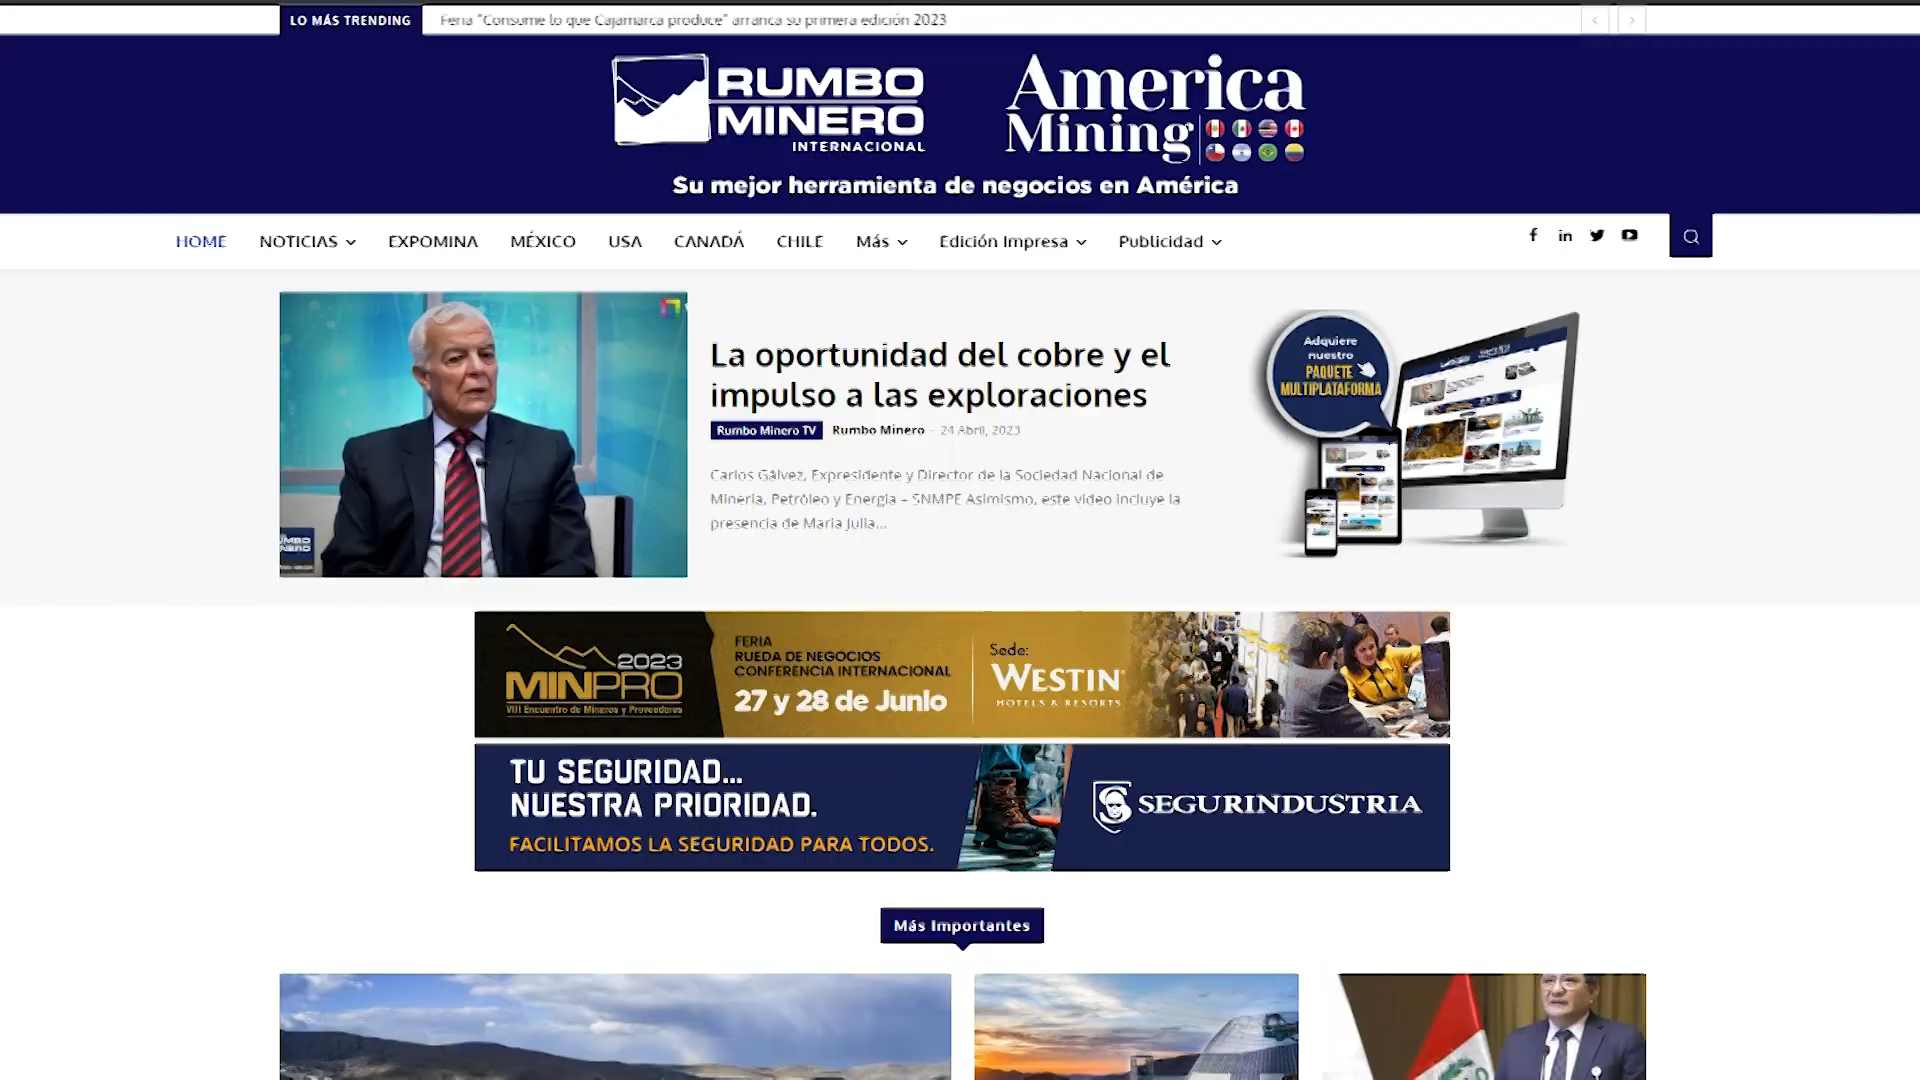 LO MÁS TRENDING
Feria "Consume lo que Cajamarca produce" arranca su primera edición 2023
RUMBO
MINERO
INTERNACIONAL
America
Mining
Su mejor herramienta de negocios en América
HOME NOTICIAS EXPOMINA MÉXICO USA CANADÁ CHILE Más Edición Impresa Publicidad
La oportunidad del cobre y el
impulso a las exploraciones
Rumbo Minero TV Rumbo Minero - 24 Abril, 2023
Carlos Gálvez, Expresidente y Director de la Sociedad Nacional de
Minería, Petróleo y Energía – SNMPE Asimismo, este video incluye la
presencia de María Julia...
Adquiere
nuestro
PAQUETE
MULTIPLATAFORMA
2023
MINPRO
VIII Encuentro de Mineros y Proveedores
FERIA
RUEDA DE NEGOCIOS
CONFERENCIA INTERNACIONAL
27 y 28 de Junio
Sede:
WESTIN
HOTELS & RESORTS
TU SEGURIDAD...
NUESTRA PRIORIDAD.
FACILITAMOS LA SEGURIDAD PARA TODOS.
SEGURINDUSTRIA
Más Importantes